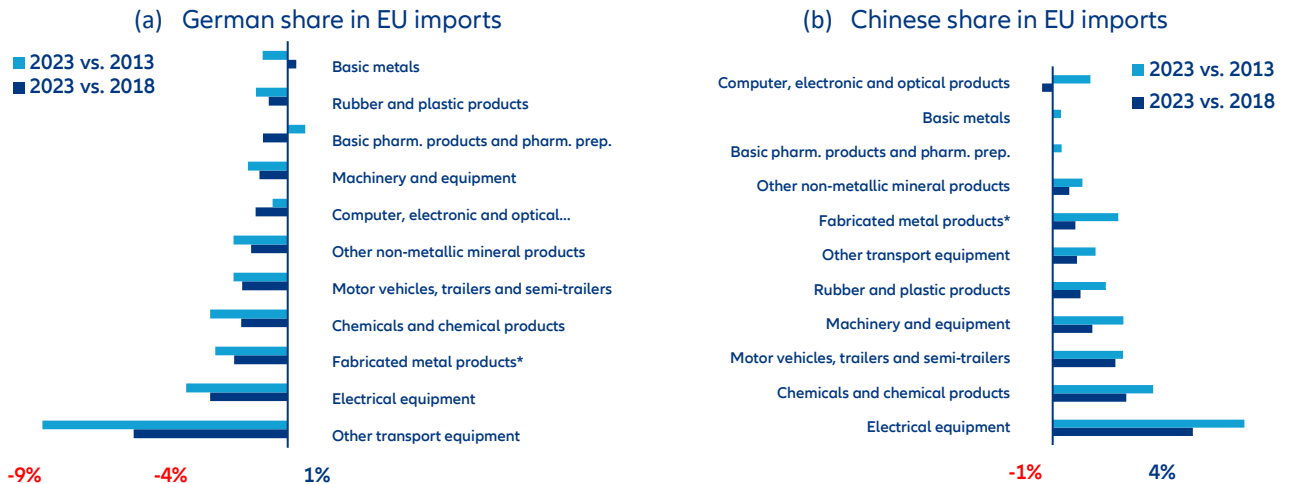 (a) German share in EU imports
2023 vs. 2013
2023 vs. 2018
Basic metals
Rubber and plastic products
Basic pharm. products and pharm. prep.
Machinery and equipment
Computer, electronic and optical...
Other non-metallic mineral products
Motor vehicles, trailers and semi-trailers
Chemicals and chemical products
Fabricated metal products*
Electrical equipment
Other transport equipment
-9% -4% 1%
(b) Chinese share in EU imports
2023 vs. 2013
2023 vs. 2018
Computer, electronic and optical products
Basic metals
Basic pharm. products and pharm. prep.
Other non-metallic mineral products
Fabricated metal products*
Other transport equipment
Rubber and plastic products
Machinery and equipment
Motor vehicles, trailers and semi-trailers
Chemicals and chemical products
Electrical equipment
-1% 4%